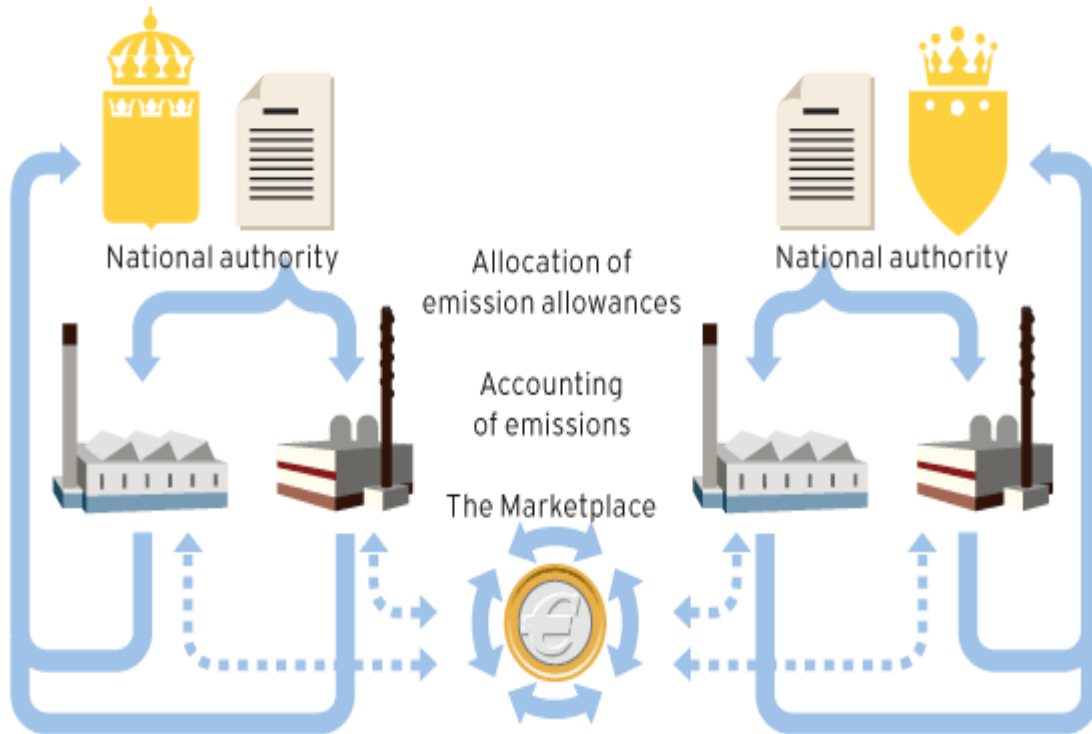 National authority
National authority
Allocation of
emission allowances
Accounting
of emissions
The Marketplace
€